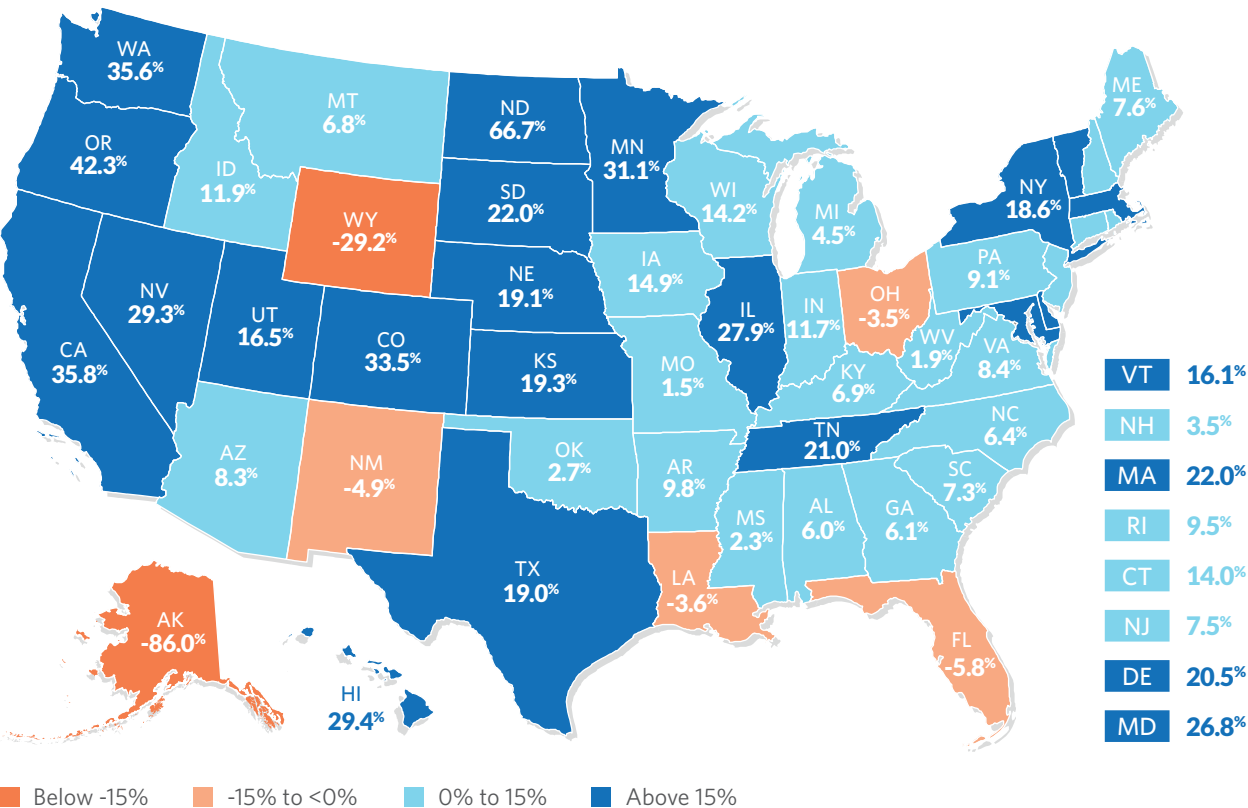 WA
35.6%
MT
6.8%
ND
66.7%
MN
31.1%
ME
7.6%
OR
42.3%
ID
11.9%
WY
-29.2%
SD
22.0%
WI
14.2%
MI
4.5%
NY
18.6%
NV
29.3%
UT
16.5%
CO
33.5%
NE
19.1%
IA
14.9%
IL
27.9%
IN
11.7%
OH
-3.5%
PA
9.1%
CA
35.8%
KS
19.3%
MO
1.5%
KY
6.9%
WV
1.9%
VA
8.4%
AZ
8.3%
NM
-4.9%
OK
2.7%
AR
9.8%
TN
21.0%
NC
6.4%
SC
7.3%
MS
2.3%
AL
6.0%
GA
6.1%
TX
19.0%
LA
-3.6%
FL
-5.8%
AK
-86.0%
HI
29.4%
VT 16.1%
NH 3.5%
MA 22.0%
RI 9.5%
CT 14.0%
NJ 7.5%
DE 20.5%
MD 26.8%
Below -15% -15% to <0% 0% to 15% Above 15%